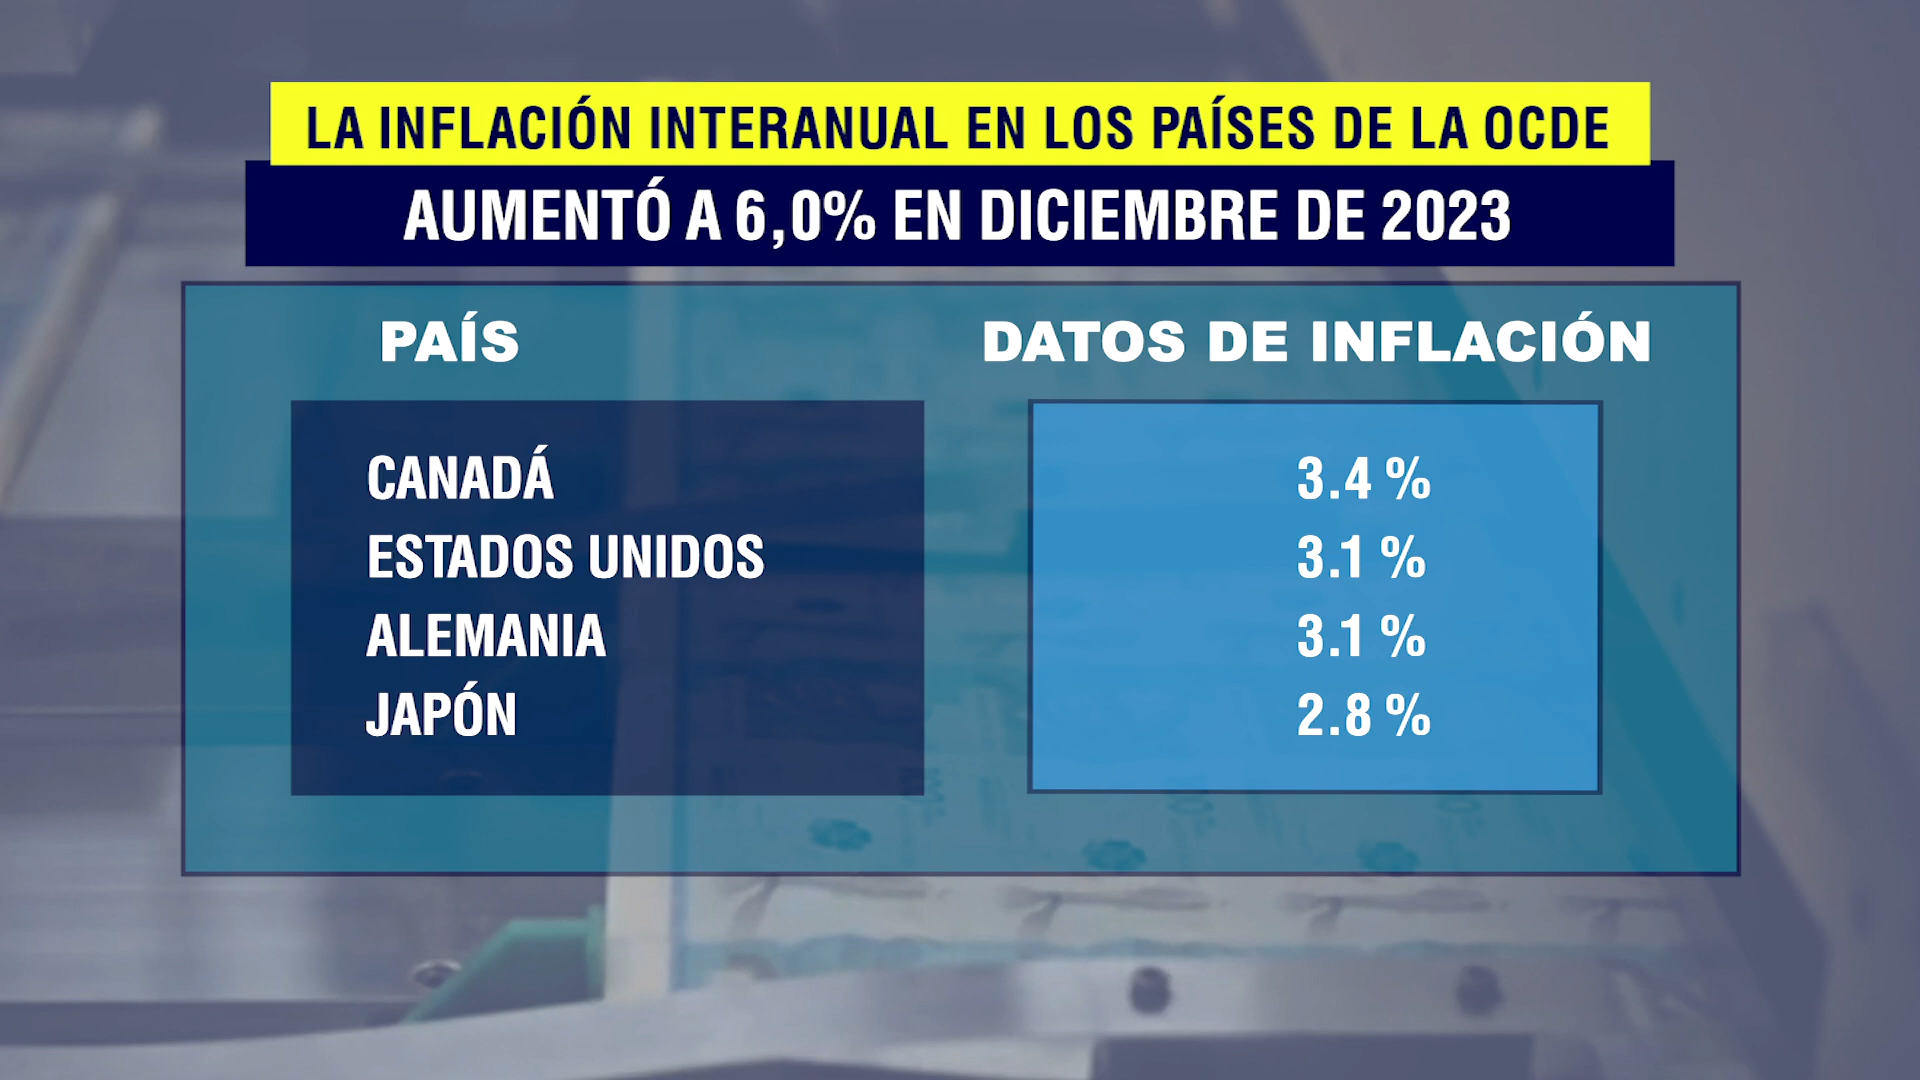 LA INFLACIÓN INTERANUAL EN LOS PAÍSES DE LA OCDE
AUMENTÓ A 6,0% EN DICIEMBRE DE 2023
PAÍS DATOS DE INFLACIÓN
CANADÁ 3.4 %
ESTADOS UNIDOS 3.1 %
ALEMANIA 3.1 %
JAPÓN 2.8 %